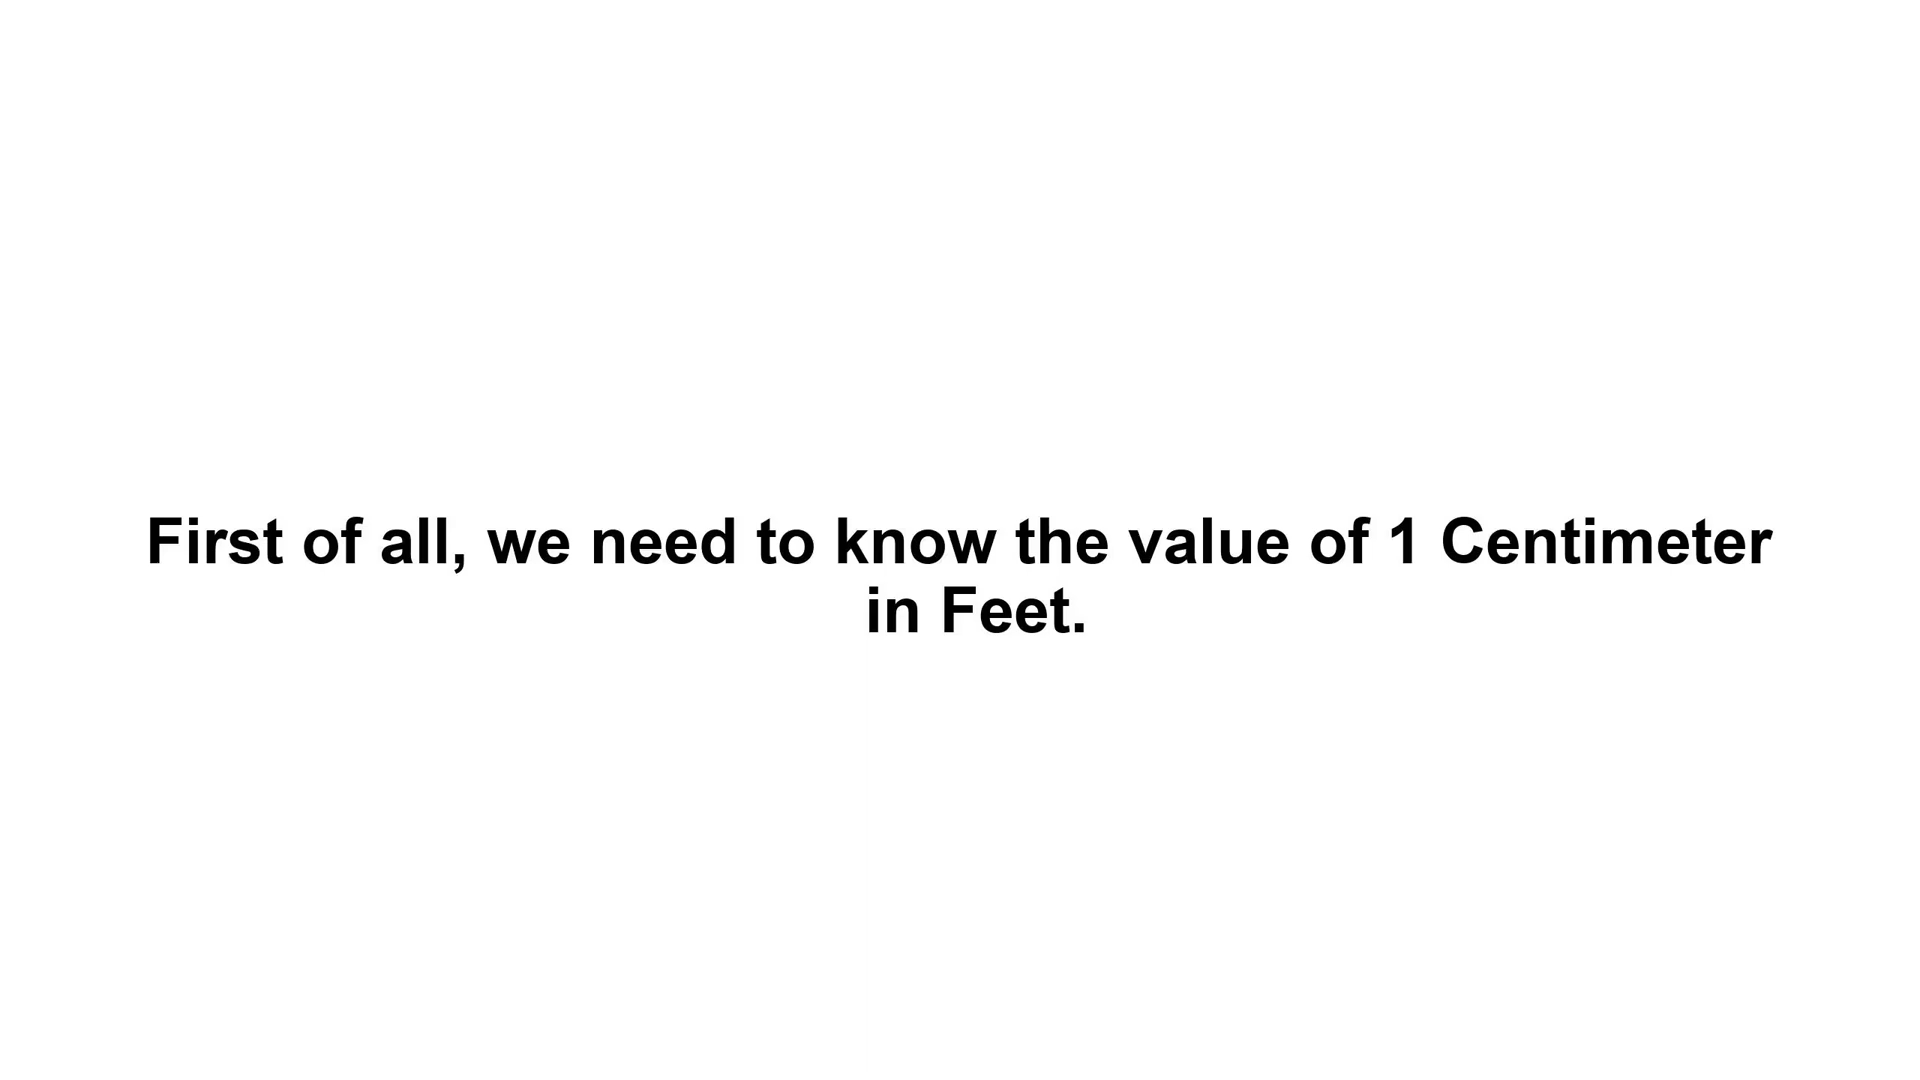 First of all, we need to know the value of 1 Centimeter
in Feet.